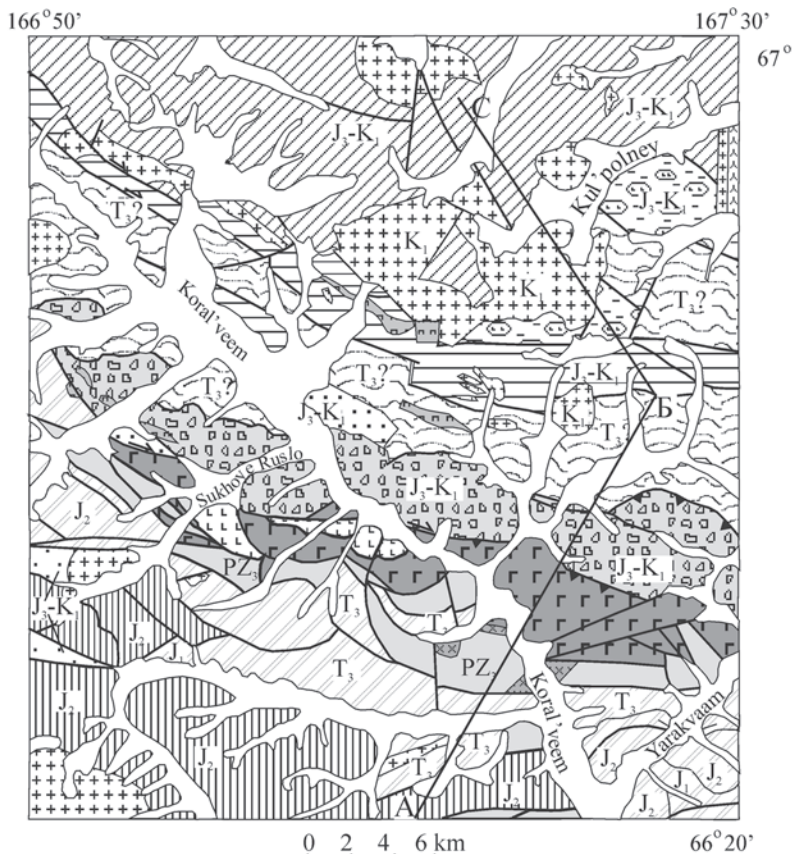 166°50’ 167°30’
67°
C
J₃-K₁ J₃-K₁
Kul’polney
T₃? J₃-K₁
K₁
K₁ T₃?
Koral’veem
T₃? T₃? J₃-K₁
J₃-K₁ K₁ Б
T₃
Sukhoye Ruslo J₃-K₁
J₂
PZ₃ J₃-K₁
J₃-K₁ T₃ T₃
J₂ J₁
T₃ PZ₃
J₂ Koral’veem T₃
J₂ T₃ J₂ Yarakvaam
T₃ J₁ J₂
A J₂ J₂
0 2 4 6 km 66°20’